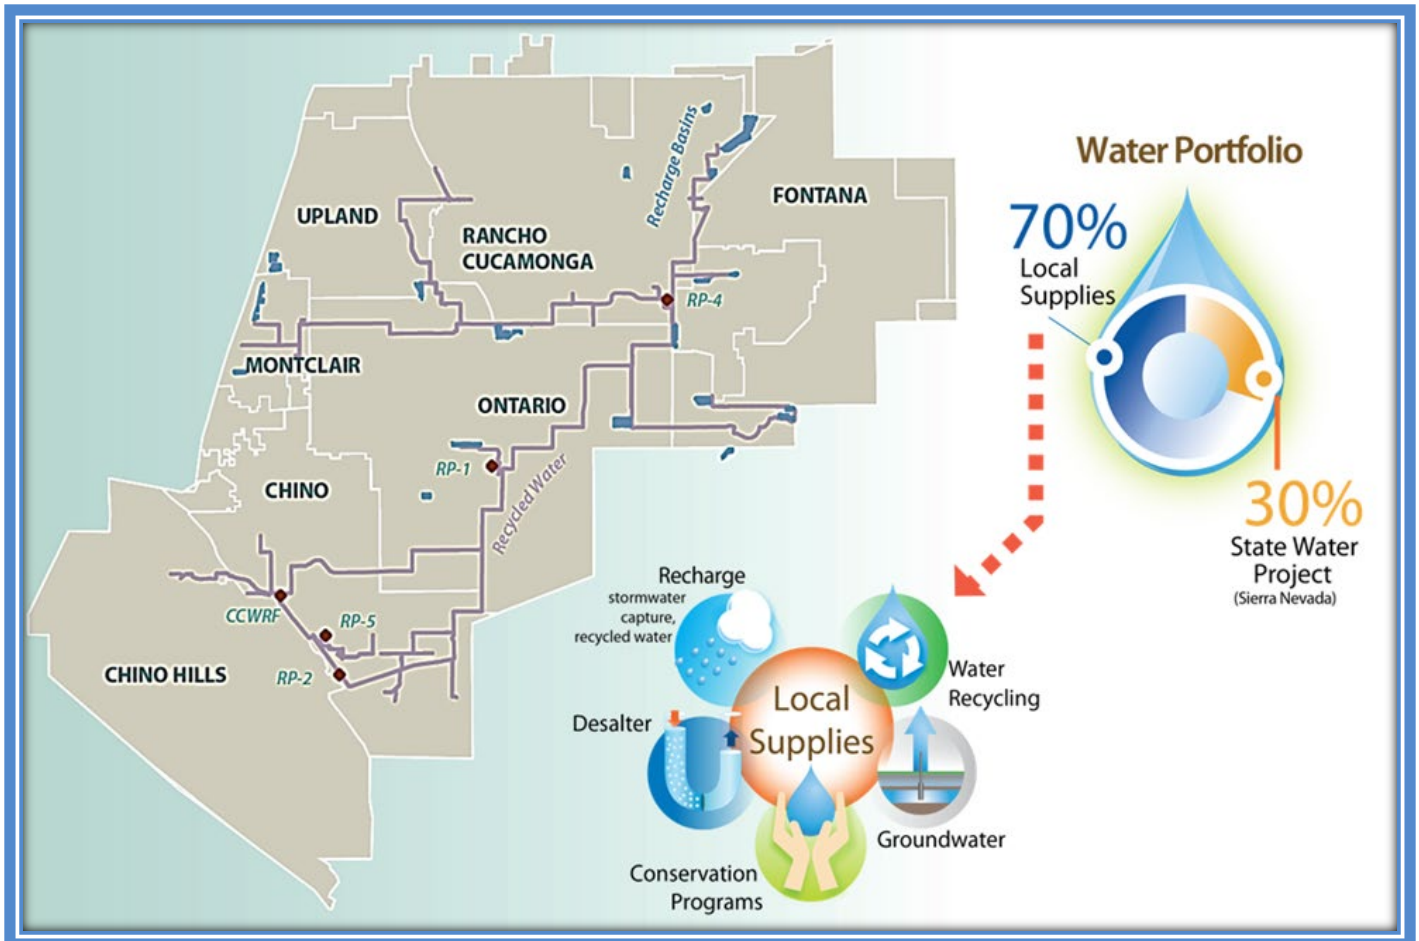 UPLAND
RANCHO
CUCAMONGA
Recharge Basins
FONTANA
RP-4
MONTCLAIR
ONTARIO
RP-1
Recycled Water
CHINO
CCWRF
RP-5
RP-2
CHINO HILLS
Water Portfolio
70%
Local
Supplies
30%
State Water
Project
(Sierra Nevada)
Recharge
stormwater
capture,
recycled water
Water
Recycling
Local
Supplies
Desalter
Groundwater
Conservation
Programs